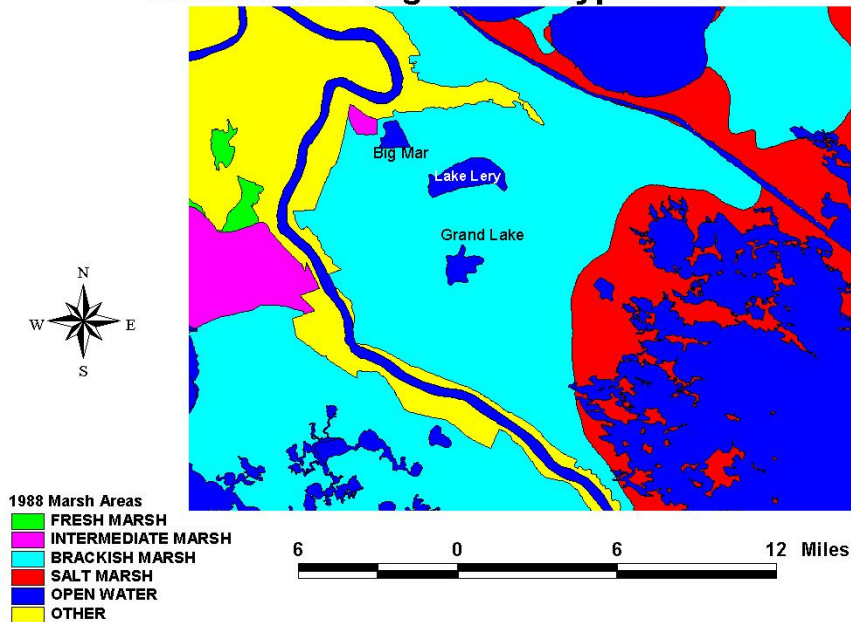 Big Mar
Lake Lery
Grand Lake
N
W E
S
1988 Marsh Areas
FRESH MARSH
INTERMEDIATE MARSH
BRACKISH MARSH
SALT MARSH
OPEN WATER
OTHER
6 0 6 12 Miles